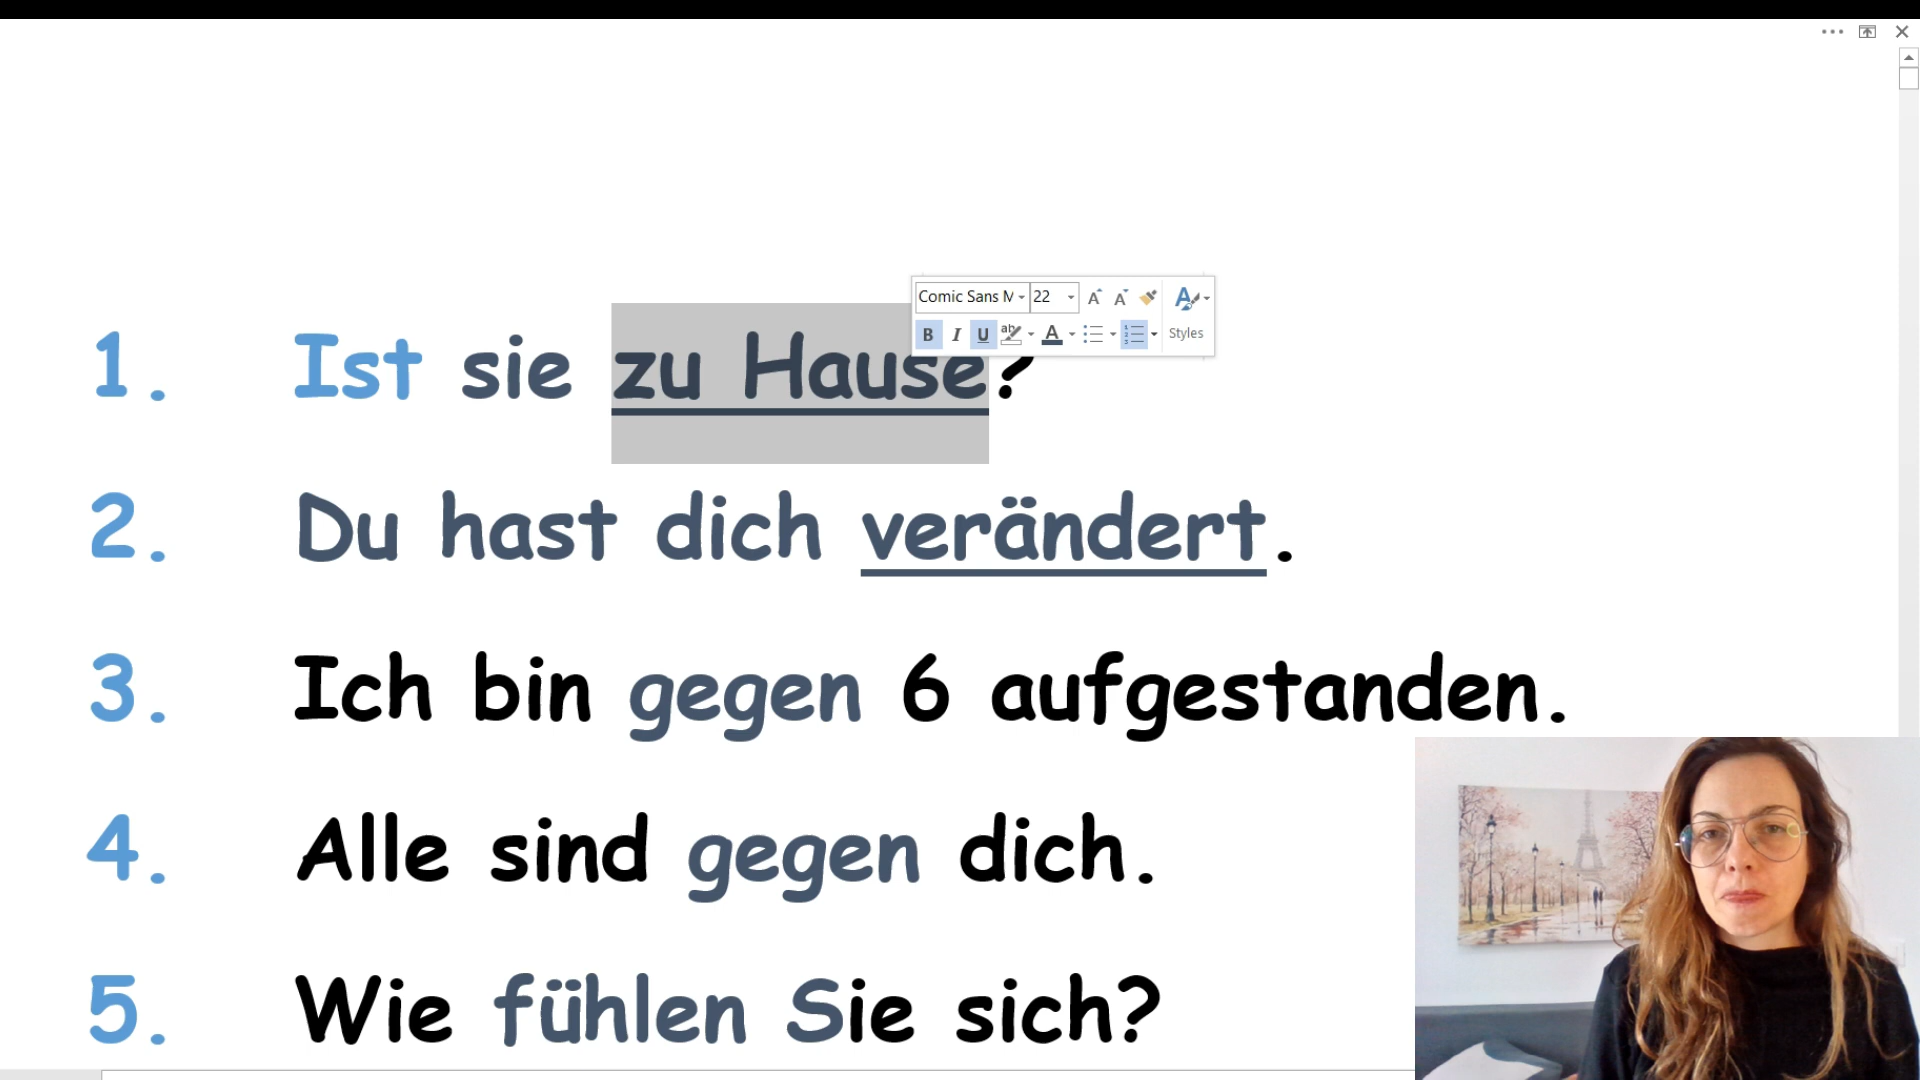 Comic Sans M 22
B I U ab A Styles
1. Ist sie zu Hause?
2. Du hast dich verändert.
3. Ich bin gegen 6 aufgestanden.
4. Alle sind gegen dich.
5. Wie fühlen Sie sich?